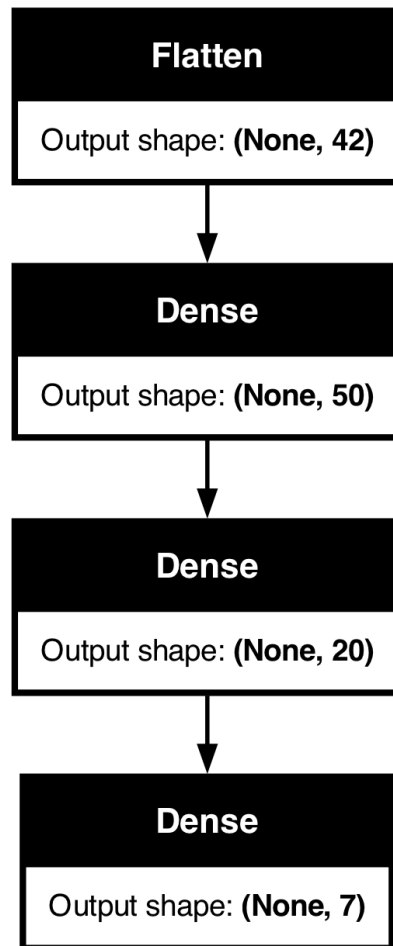 Flatten
Output shape: (None, 42)
Dense
Output shape: (None, 50)
Dense
Output shape: (None, 20)
Dense
Output shape: (None, 7)